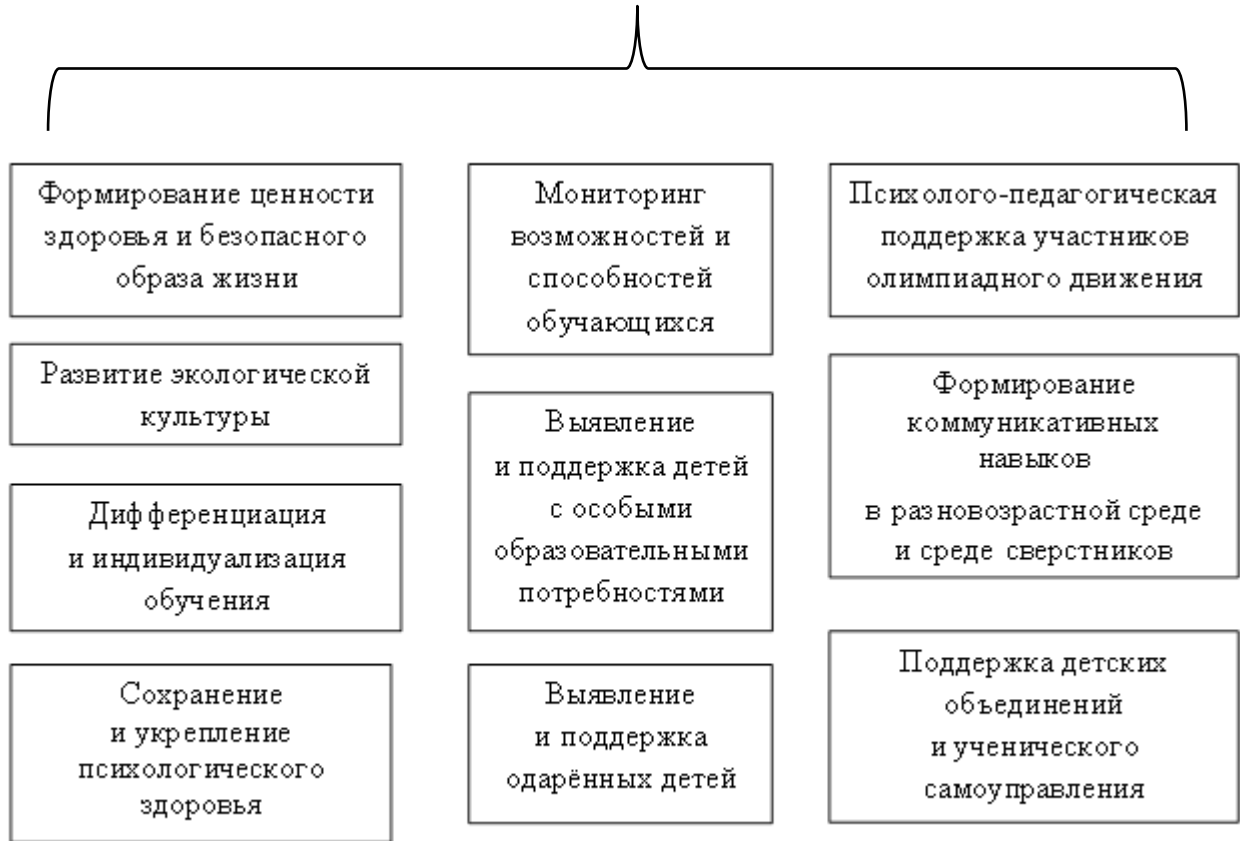 Формирование ценности
здоровья и безопасного
образа жизни
Развитие экологической
культуры
Дифференциация
и индивидуализация
обучения
Сохранение
и укрепление
психологического
здоровья
Мониторинг
возможностей и
способностей
обучающихся
Выявление
и поддержка детей
с особыми
образовательными
потребностями
Выявление
и поддержка
одарённых детей
Психолого-педагогическая
поддержка участников
олимпиадного движения
Формирование
коммуникативных
навыков
в разновозрастной среде
и среде сверстников
Поддержка детских
объединений
и ученического
самоуправления